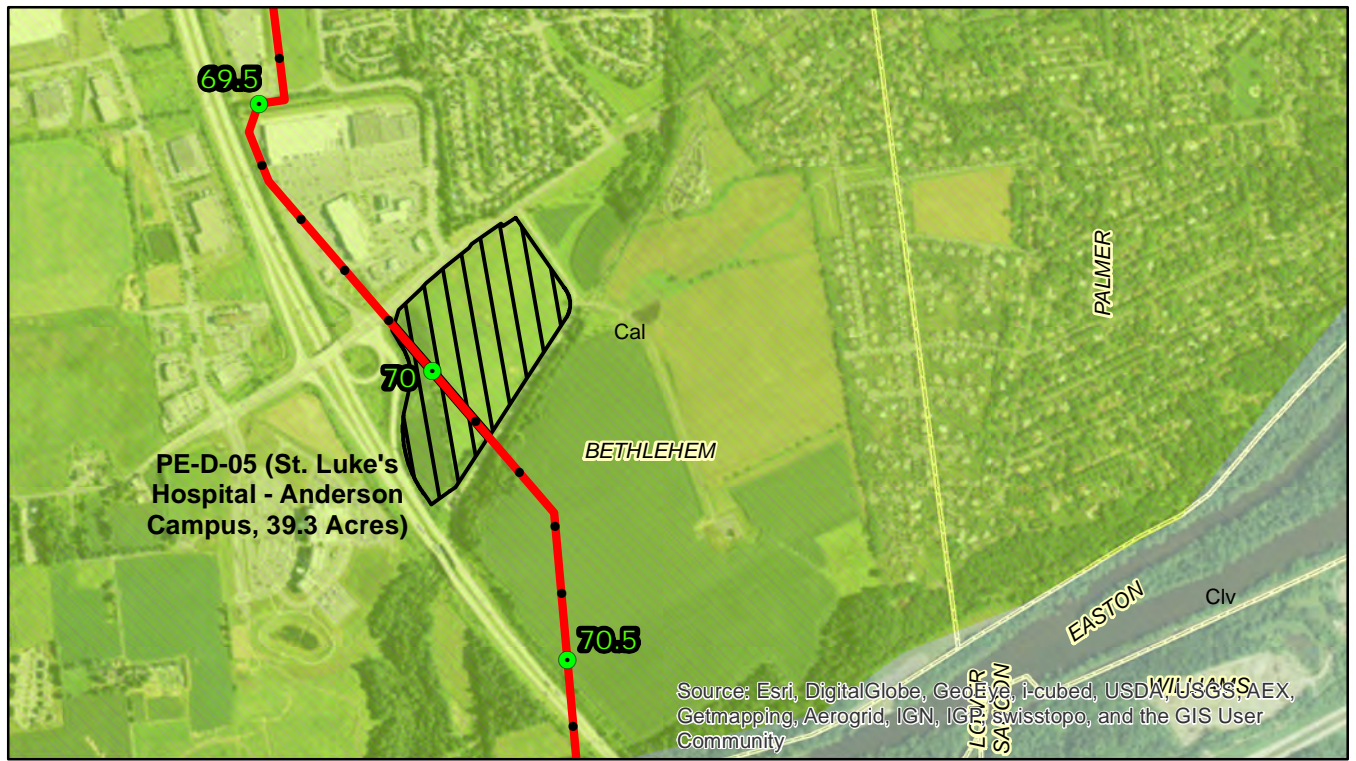 69.5
PALMER
Cal
70
BETHLEHEM
PE-D-05 (St. Luke's
Hospital - Anderson
Campus, 39.3 Acres)
EASTON
Clv
70.5
LOWER
SAUCON
WILLIAMS
Source: Esri, DigitalGlobe, GeoEye, i-cubed, USDA, USGS, AEX,
Getmapping, Aerogrid, IGN, IGP, swisstopo, and the GIS User
Community